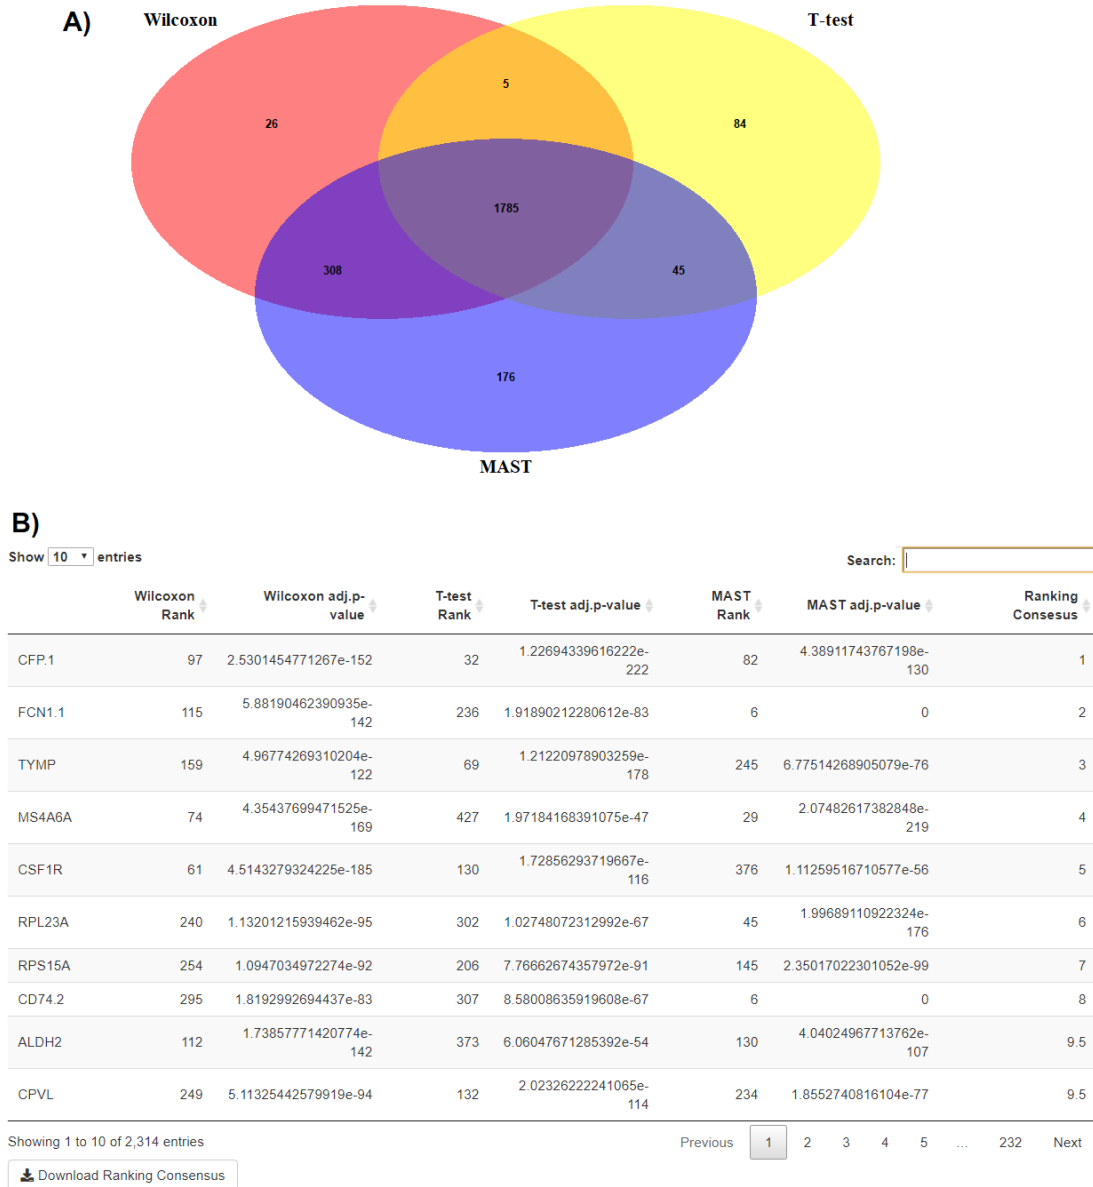 A)
Wilcoxon
T-test
5
26
84
1785
308
45
176
MAST
B)
Show 10 entries
Search:
Wilcoxon Rank
Wilcoxon adj.p-value
T-test Rank
T-test adj.p-value
MAST Rank
MAST adj.p-value
Ranking Consesus
CFP.1 97 2.5301454771267e-152 32 1.22694339616222e-222 82 4.38911743767198e-130 1
FCN1.1 115 5.88190462390935e-142 236 1.91890212280612e-83 6 0 2
TYMP 159 4.96774269310204e-122 69 1.21220978903259e-178 245 6.77514268905079e-76 3
MS4A6A 74 4.35437699471525e-169 427 1.97184168391075e-47 29 2.07482617382848e-219 4
CSF1R 61 4.5143279324225e-185 130 1.72856293719667e-116 376 1.11259516710577e-56 5
RPL23A 240 1.13201215939462e-95 302 1.02748072312992e-67 45 1.99689110922324e-176 6
RPS15A 254 1.0947034972274e-92 206 7.76662674357972e-91 145 2.35017022301052e-99 7
CD74.2 295 1.8192992694437e-83 307 8.58008635919608e-67 6 0 8
ALDH2 112 1.73857771420774e-142 373 6.06047671285392e-54 130 4.04024967713762e-107 9.5
CPVL 249 5.11325442579919e-94 132 2.02326222241065e-114 234 1.8552740816104e-77 9.5
Showing 1 to 10 of 2,314 entries
Previous 1 2 3 4 5 ... 232 Next
Download Ranking Consensus